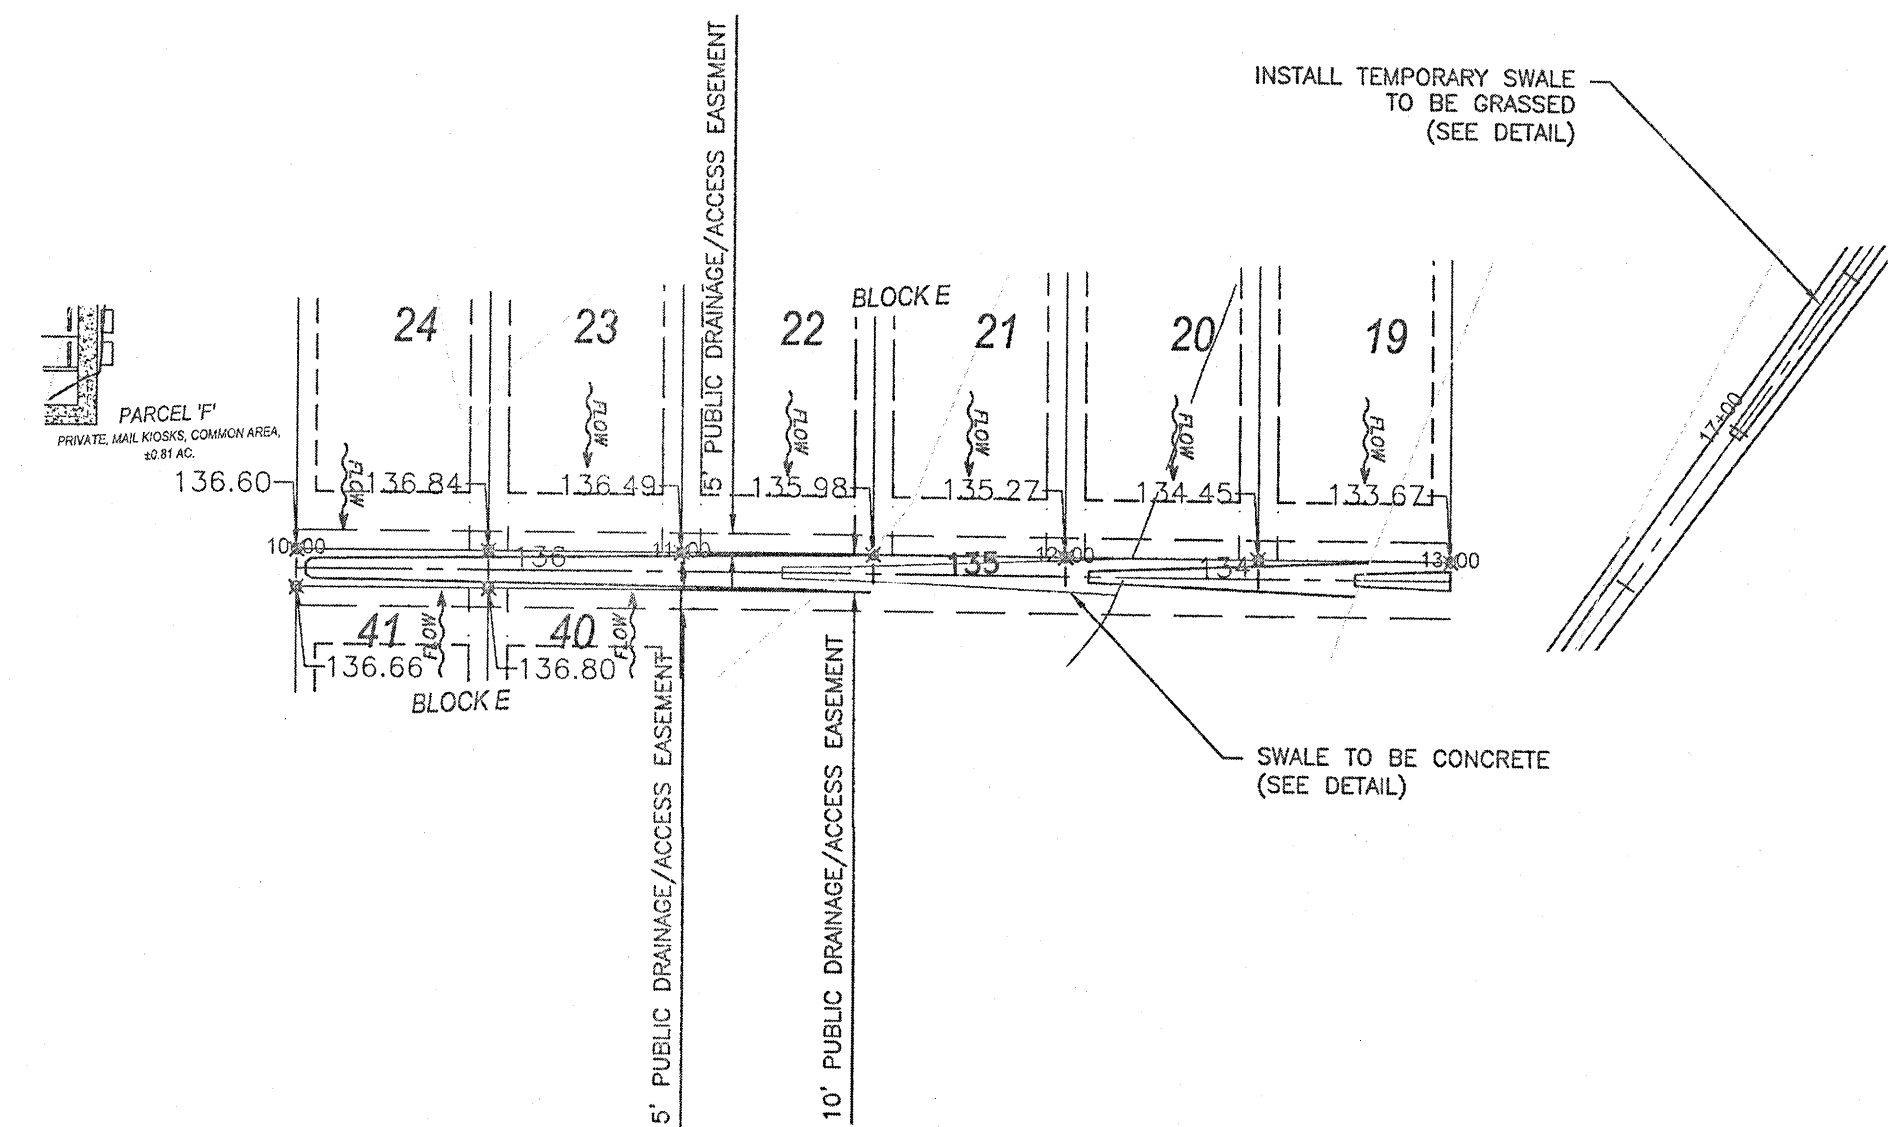 INSTALL TEMPORARY SWALE
TO BE GRASSED
(SEE DETAIL)
5' PUBLIC DRAINAGE/ACCESS EASEMENT
BLOCK E
24
23
22
21
20
19
PARCEL 'F'
PRIVATE, MAIL KIOSKS, COMMON AREA,
±0.81 AC.
FLOW
FLOW
FLOW
FLOW
FLOW
FLOW
17+00
136.60
136.84
136.49
135.98
135.27
134.45
133.67
10+00
11+00
12+00
13+00
136
135
134
41
40
FLOW
FLOW
136.66
136.80
BLOCK E
5' PUBLIC DRAINAGE/ACCESS EASEMENT
10' PUBLIC DRAINAGE/ACCESS EASEMENT
SWALE TO BE CONCRETE
(SEE DETAIL)